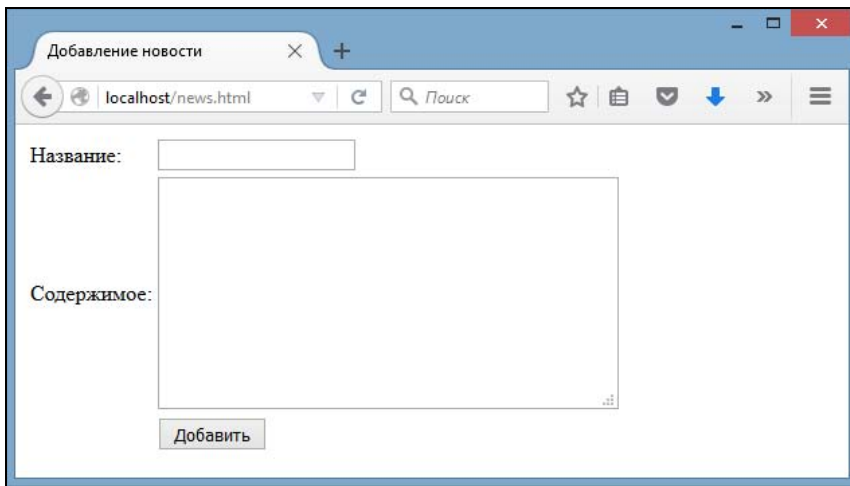 Добавление новости
localhost/news.html
Поиск
Название:
Содержимое:
Добавить